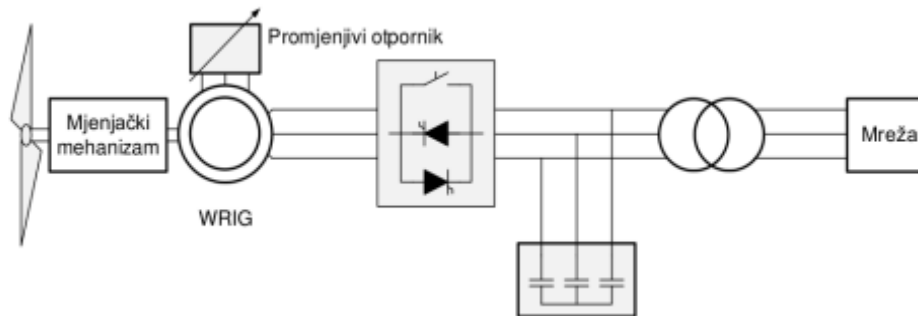 Promjenjivi otpornik
Mjenjački
mehanizam
Mreža
WRIG